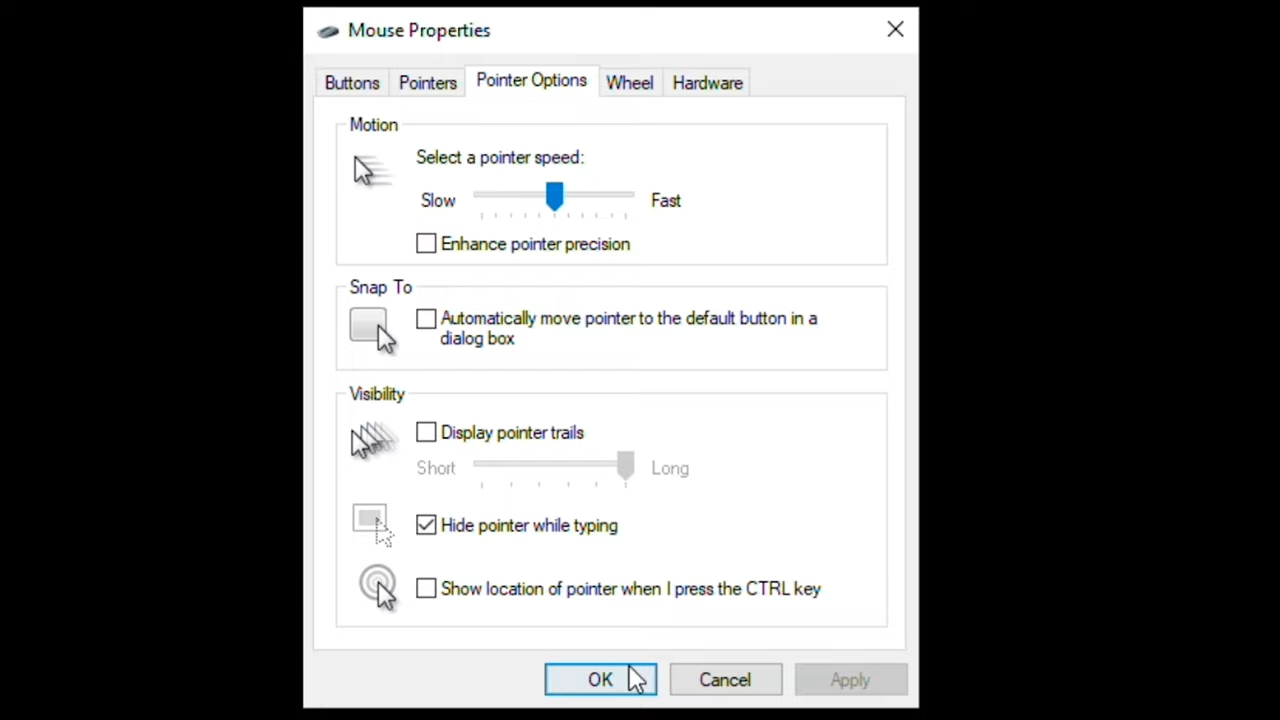 Mouse Properties
Buttons
Pointers
Pointer Options
Wheel
Hardware
Motion
Select a pointer speed:
Slow
Fast
Enhance pointer precision
Snap To
Automatically move pointer to the default button in a
dialog box
Visibility
Display pointer trails
Short
Long
Hide pointer while typing
Show location of pointer when I press the CTRL key
OK
Cancel
Apply